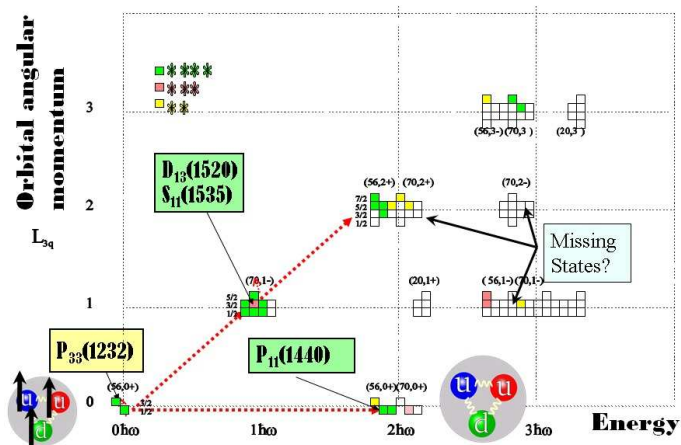 Orbital angular
momentum
L3q
3
2
1
0
****
***
**
(56,3-) (70,3-) (20,3-)
D13(1520)
S11(1535)
(56,2+) (70,2+) (70,2-)
7/2
5/2
3/2
1/2
Missing
States?
(70,1-) (20,1+) (56,1-) (70,1-)
5/2
3/2
1/2
P33(1232)
P11(1440)
(56,0+) (56,0+) (70,0+)
3/2
1/2
u u
d
u u
d
0ħω 1ħω 2ħω 3ħω Energy